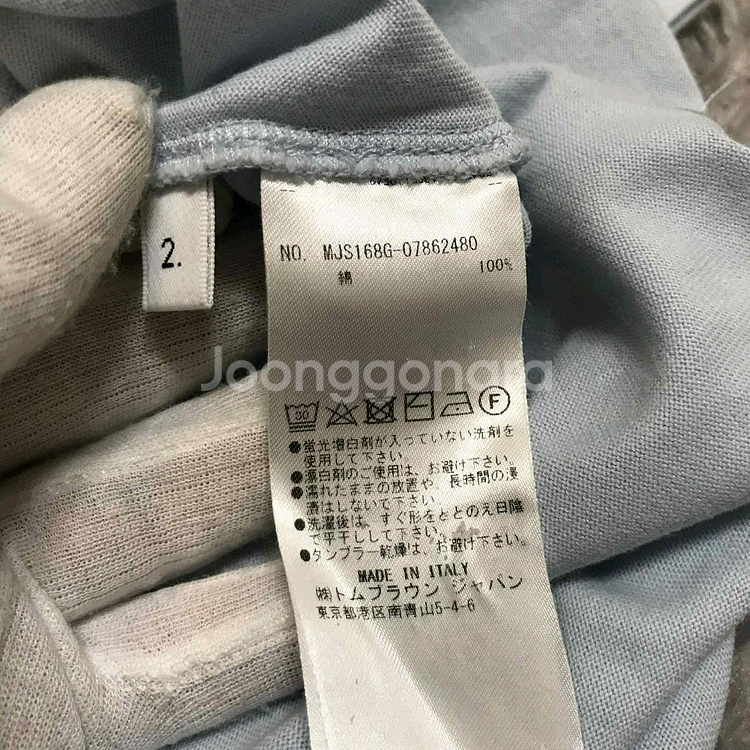 2.
NO. MJS168G-07862480
綿 100%
Joonggonara
30
F
●蛍光増白剤が入っていない洗剤を
使用して下さい。
●漂白剤のご使用は、お避け下さい。
●濡れたままの放置や、長時間の浸
漬はしないで下さい。
●洗濯後は、すぐ形をととのえ日陰
で平干しして下さい。
●タンブラー乾燥は、お避け下さい。
MADE IN ITALY
㈱トムブラウン ジャパン
東京都港区南青山5-4-6